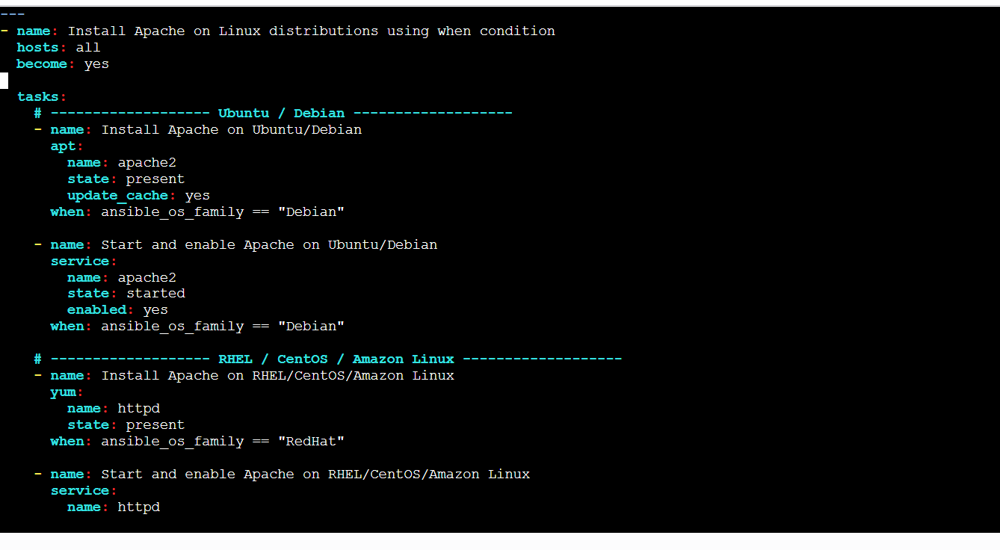 ---
- name: Install Apache on Linux distributions using when condition
  hosts: all
  become: yes

  tasks:
    # ------------------- Ubuntu / Debian -------------------
    - name: Install Apache on Ubuntu/Debian
      apt:
        name: apache2
        state: present
        update_cache: yes
      when: ansible_os_family == "Debian"

    - name: Start and enable Apache on Ubuntu/Debian
      service:
        name: apache2
        state: started
        enabled: yes
      when: ansible_os_family == "Debian"

    # ------------------- RHEL / CentOS / Amazon Linux -------------------
    - name: Install Apache on RHEL/CentOS/Amazon Linux
      yum:
        name: httpd
        state: present
      when: ansible_os_family == "RedHat"

    - name: Start and enable Apache on RHEL/CentOS/Amazon Linux
      service:
        name: httpd